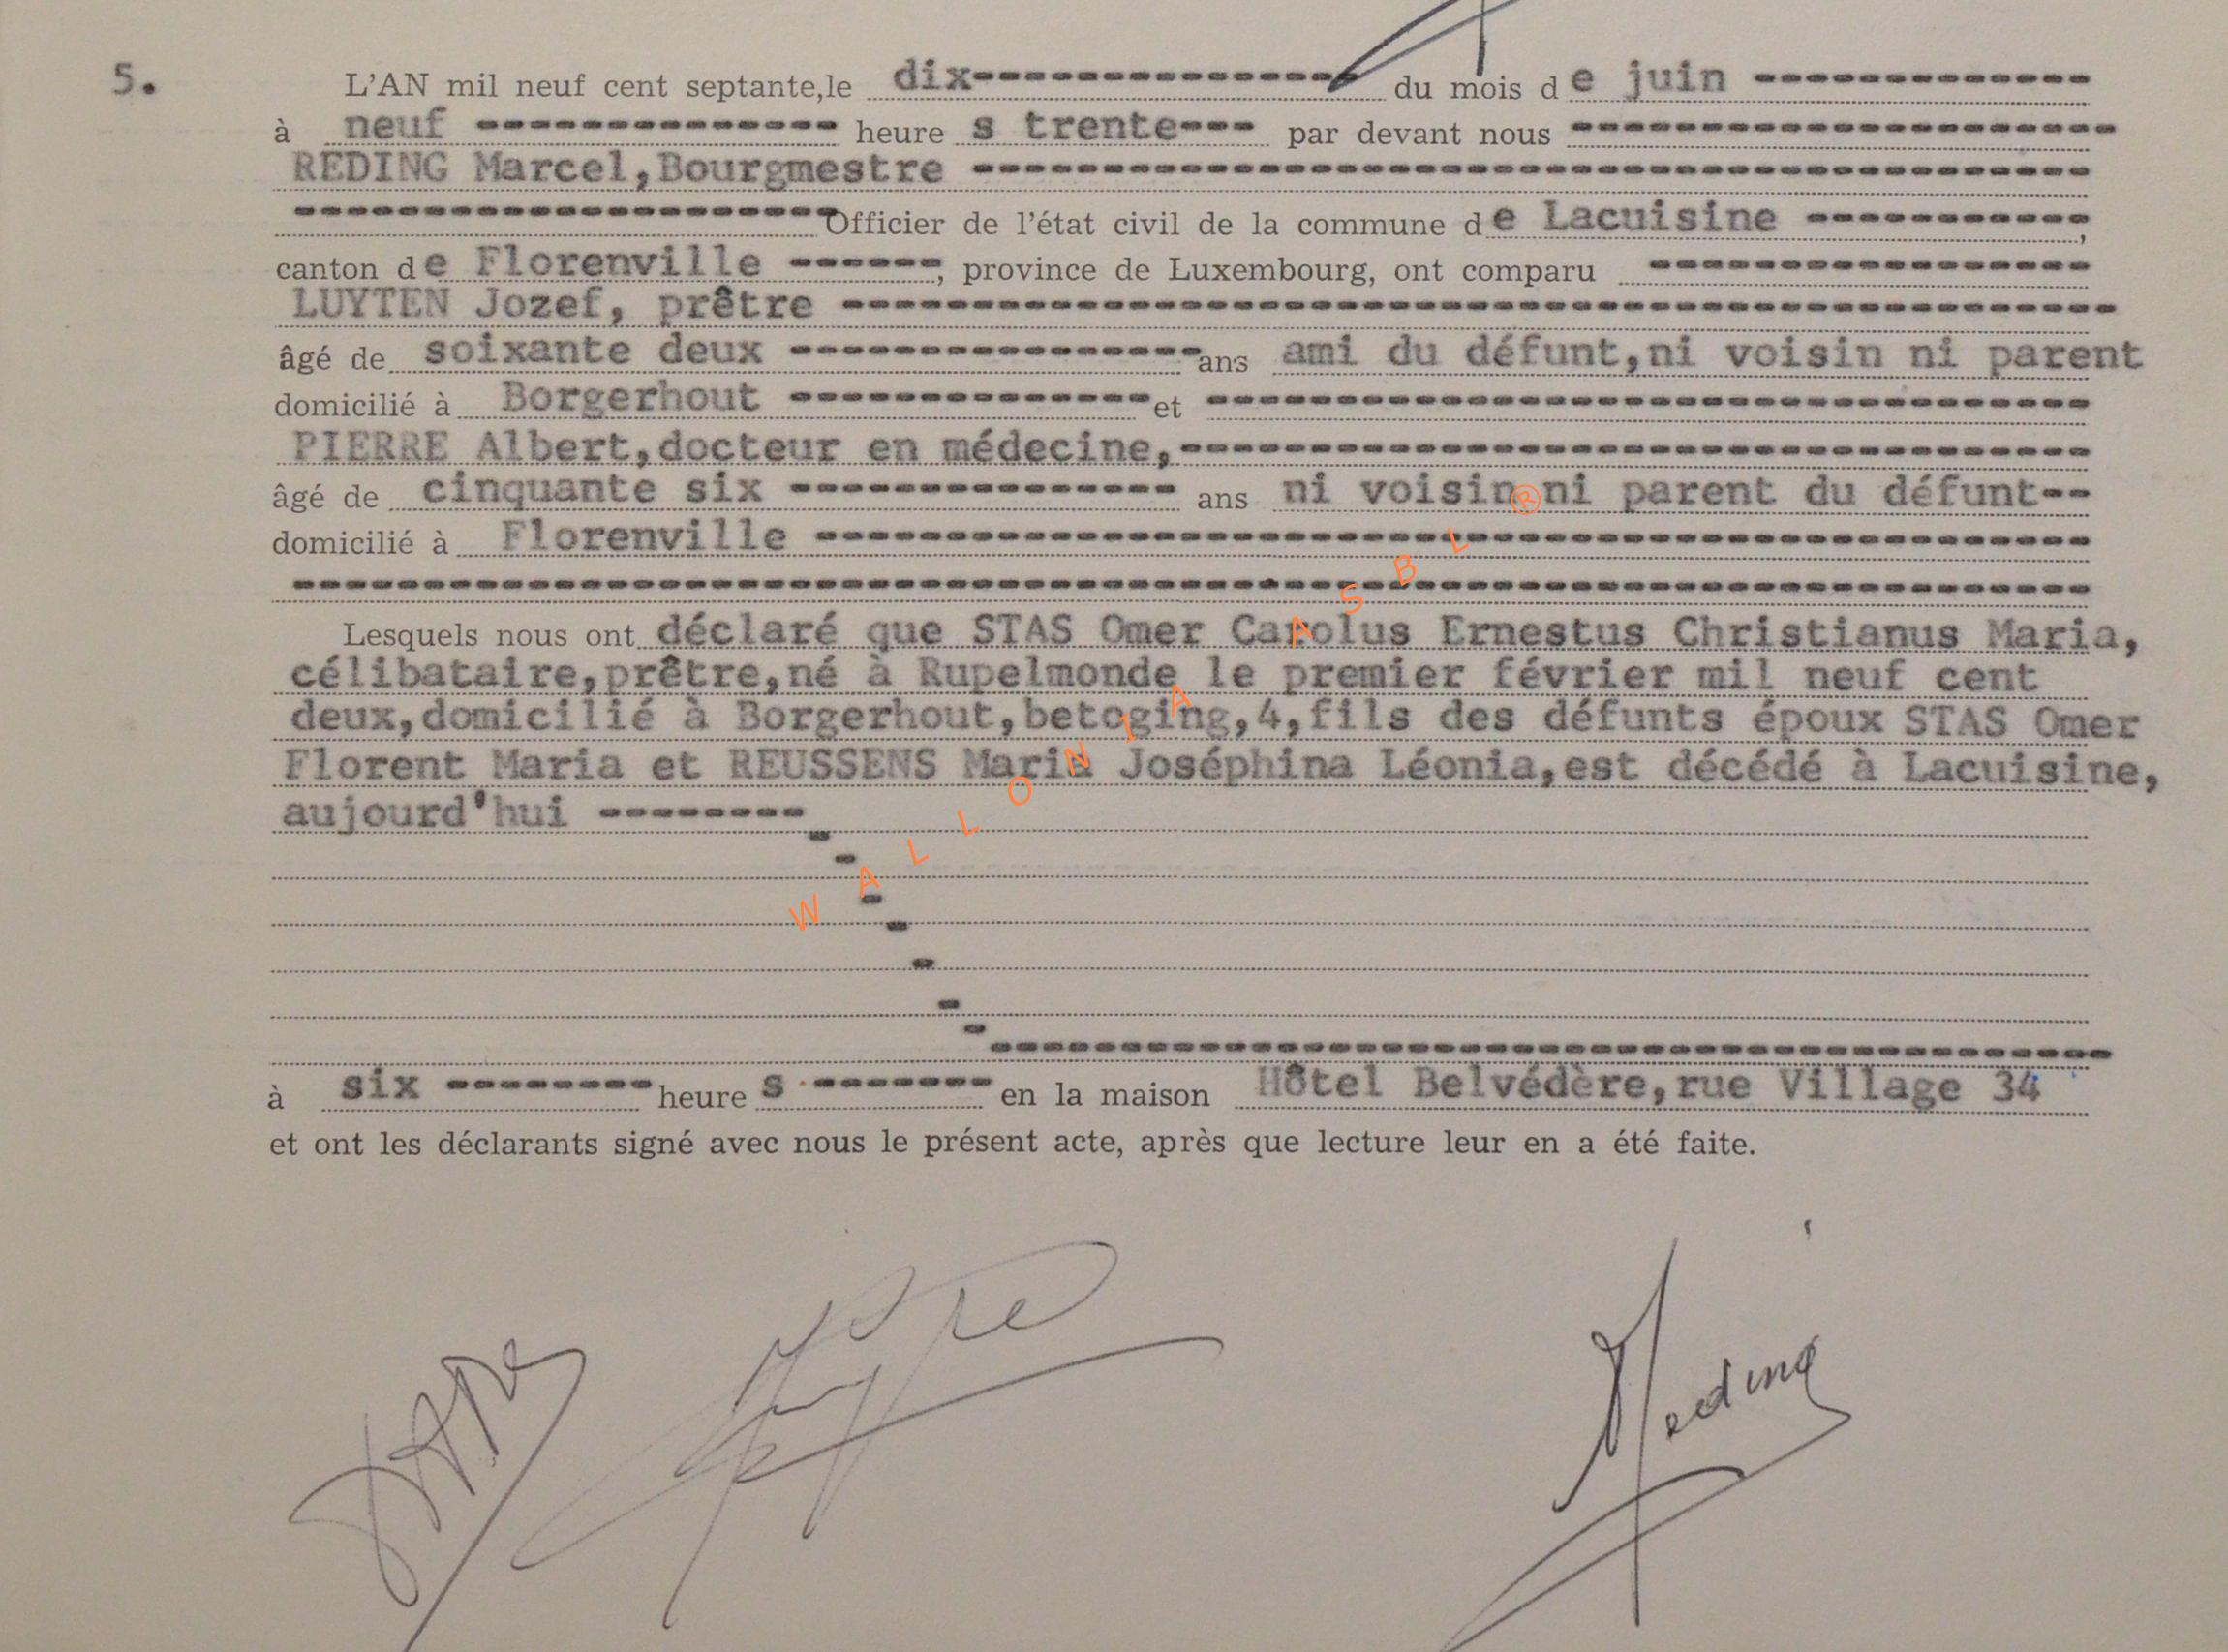 5. L'AN mil neuf cent septante,le dix---------------- du mois de juin -------------
à neuf -------------- heure s trente--- par devant nous ---------------------
REDING Marcel,Bourgmestre -------------------------------------------
---------------------Officier de l'état civil de la commune de Lacuisine -----------,
canton de Florenville ------, province de Luxembourg, ont comparu -----------------
LUYTEN Jozef, prêtre -------------------------------------------------
âgé de soixante deux ----------------ans ami du défunt,ni voisin ni parent
domicilié à Borgerhout --------------et ----------------------------------
PIERRE Albert,docteur en médecine,-----------------------------------
âgé de cinquante six --------------- ans ni voisin ni parent du défunt--
domicilié à Florenville -------------------------------------------------
---------------------------------------------------------------------
Lesquels nous ont déclaré que STAS Omer Carolus Ernestus Christianus Maria,
célibataire,prêtre,né à Rupelmonde le premier février mil neuf cent
deux,domicilié à Borgerhout,betoging,4,fils des défunts époux STAS Omer
Florent Maria et REUSSENS Maria Joséphina Léonia,est décédé à Lacuisine,
aujourd'hui --------
à six --------heure s ------- en la maison Hôtel Belvédère,rue Village 34
et ont les déclarants signé avec nous le présent acte, après que lecture leur en a été faite.
Reding
WALLONIA ASBL ®